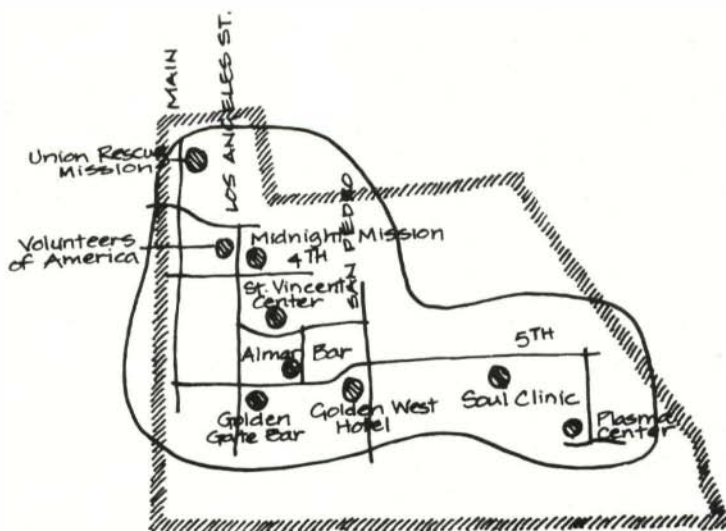 MAIN
LOS ANGELES ST.
Union Rescue
Mission
SAN PEDRO
Volunteers
of America
Midnight Mission
4TH
St. Vincents
Center
5TH
Almar Bar
Golden
Gate Bar
Golden West
Hotel
Soul Clinic
Plasma
Center